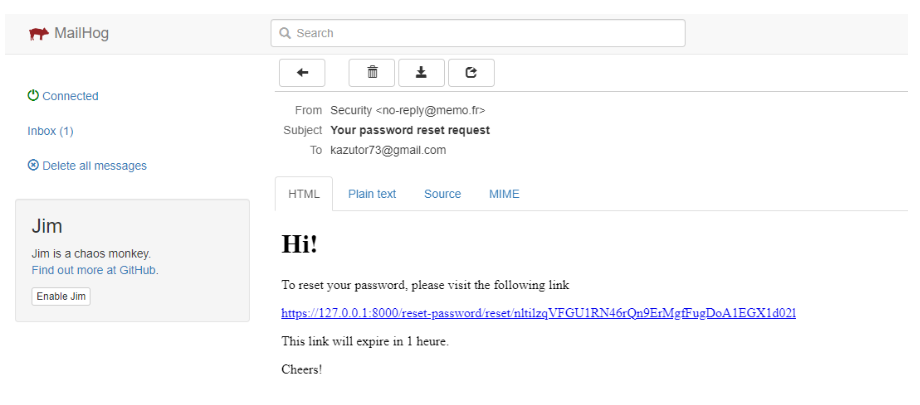 MailHog
Search
Connected
Inbox (1)
Delete all messages
Jim
Jim is a chaos monkey.
Find out more at GitHub.
Enable Jim
From Security <no-reply@memo.fr>
Subject Your password reset request
To kazutor73@gmail.com
HTML Plain text Source MIME
Hi!
To reset your password, please visit the following link
https://127.0.0.1:8000/reset-password/reset/nltilzqVFGU1RN46rQn9ErMgfFugDoA1EGX1d02l
This link will expire in 1 heure.
Cheers!